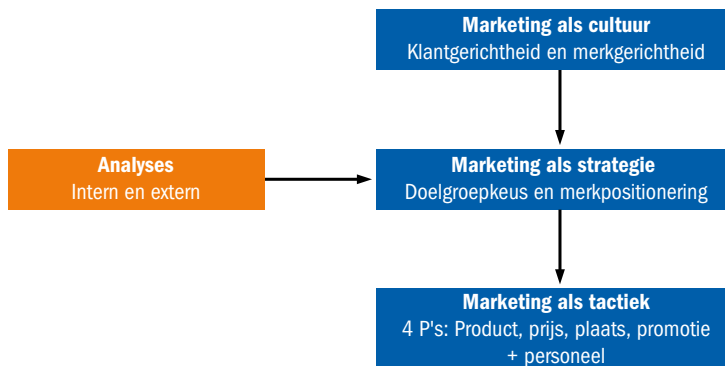 Marketing als cultuur
Klantgerichtheid en merkgerichtheid
Analyses
Intern en extern
Marketing als strategie
Doelgroepkeus en merkpositionering
Marketing als tactiek
4 P's: Product, prijs, plaats, promotie
+ personeel